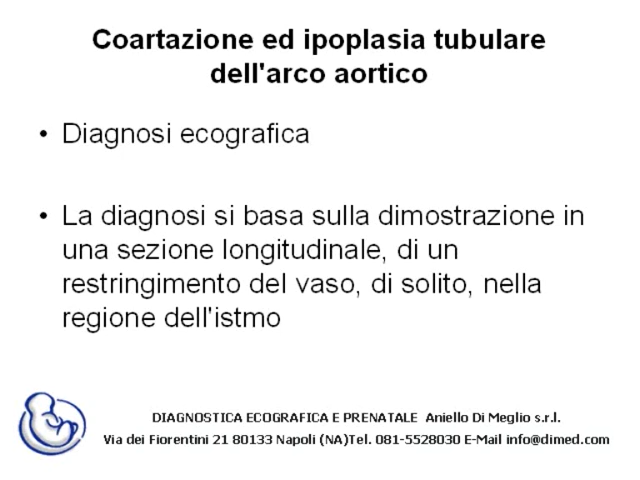 Coartazione ed ipoplasia tubulare
dell'arco aortico
• Diagnosi ecografica
• La diagnosi si basa sulla dimostrazione in
una sezione longitudinale, di un
restringimento del vaso, di solito, nella
regione dell'istmo
DIAGNOSTICA ECOGRAFICA E PRENATALE Aniello Di Meglio s.r.l.
Via dei Fiorentini 21 80133 Napoli (NA)Tel. 081-5528030 E-Mail info@dimed.com